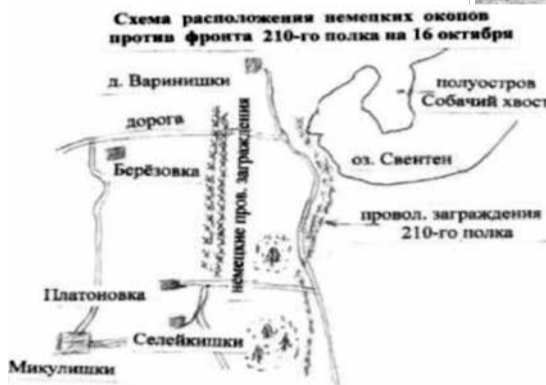 Схема расположения немецких окопов
против фронта 210-го полка на 16 октября
д. Варинишки
полуостров
Собачий хвост
дорога
Берёзовка
оз. Свентен
немецкие пров. заграждения
провол. заграждения
210-го полка
Платоновка
Селейкишки
Микулишки